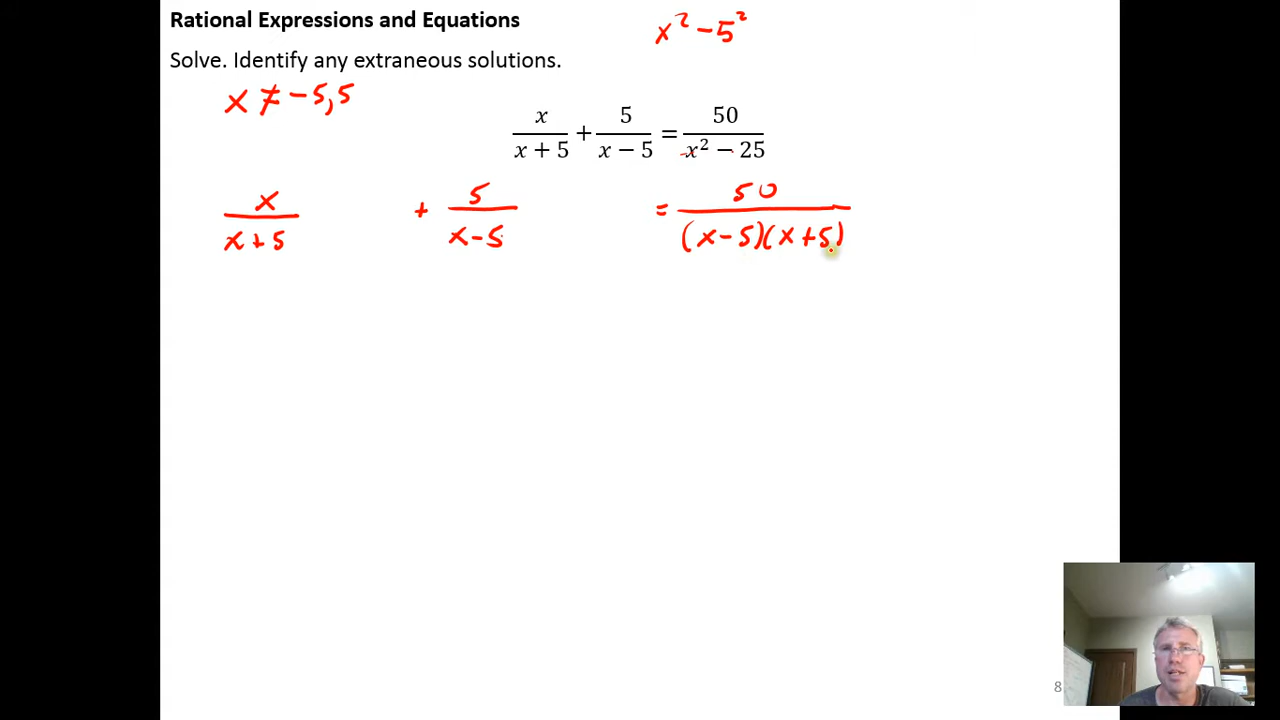 Rational Expressions and Equations
x² - 5²
Solve. Identify any extraneous solutions.
x ≠ -5, 5
x/(x + 5) + 5/(x − 5) = 50/(x² − 25)
x/(x+5) + 5/(x-5) = 50/((x-5)(x+5))
8